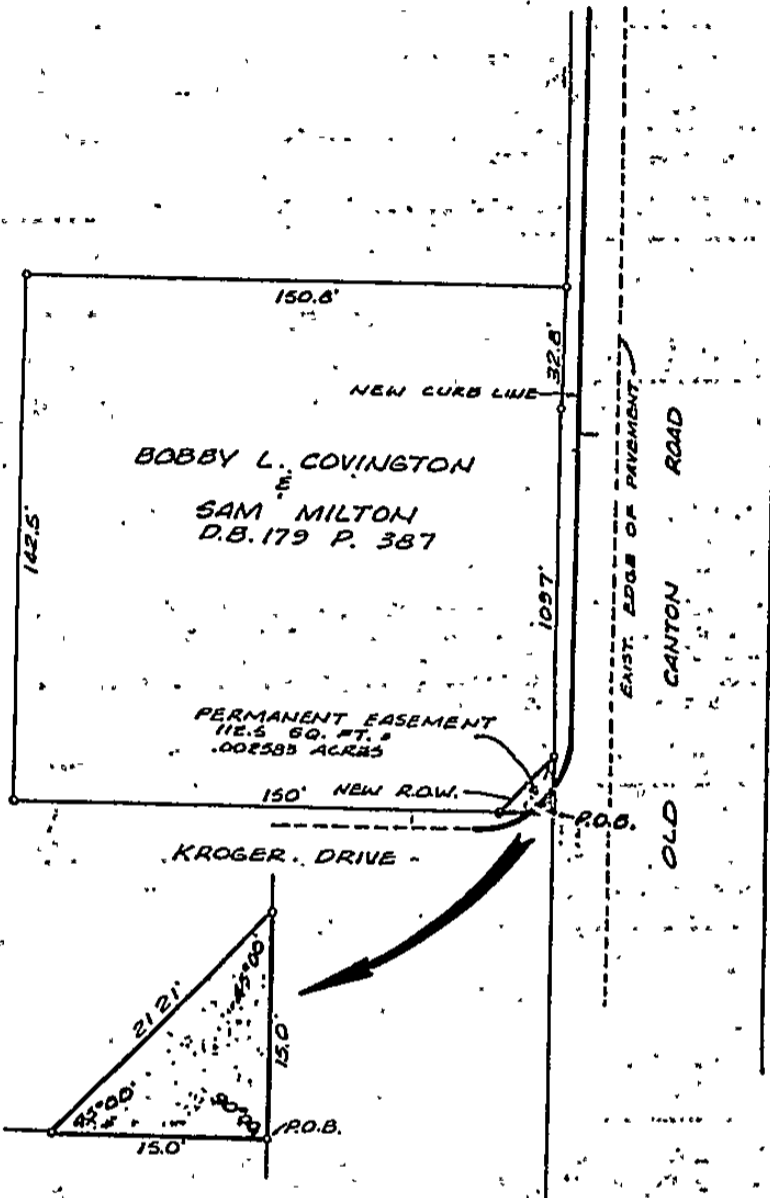 150.8'
32.8'
NEW CURB LINE
BOBBY L. COVINGTON
&
SAM MILTON
D.B. 179 P. 387
142.5'
109.7'
EXIST. EDGE OF PAVEMENT
OLD CANTON ROAD
PERMANENT EASEMENT
112.5 SQ. FT. =
.002583 ACRES
150'
NEW R.O.W.
P.O.B.
KROGER DRIVE
21.21'
45°00'
15.0'
45°00'
90°00'
P.O.B.
15.0'